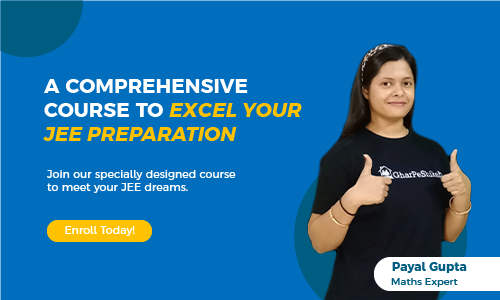 A COMPREHENSIVE
COURSE TO EXCEL YOUR
JEE PREPARATION
Join our specially designed course
to meet your JEE dreams.
Enroll Today!
GharPeShiksha
Payal Gupta
Maths Expert